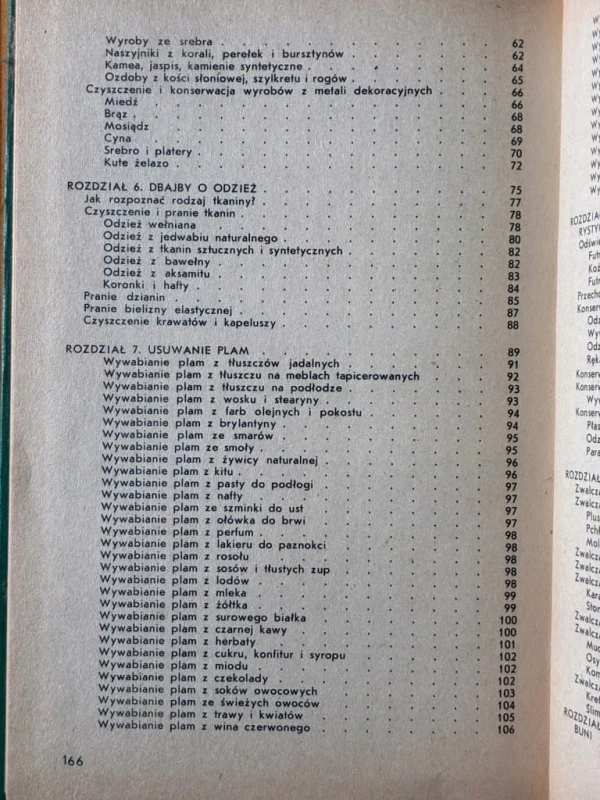 Wyroby ze srebra . 62
Naszyjniki z korali, perełek i bursztynów . 62
Kamea, jaspis, kamienie syntetyczne . 64
Ozdoby z kości słoniowej, szylkretu i rogów . 65
Czyszczenie i konserwacja wyrobów z metali dekoracyjnych . 66
Miedź . 66
Brąz . 68
Mosiądz . 68
Cyna . 69
Srebro i platery . 70
Kute żelazo . 72
ROZDZIAŁ 6. DBAJMY O ODZIEŻ . 75
Jak rozpoznać rodzaj tkaniny? . 77
Czyszczenie i pranie tkanin . 78
Odzież wełniana . 78
Odzież z jedwabiu naturalnego . 80
Odzież z tkanin sztucznych i syntetycznych . 82
Odzież z bawełny . 82
Odzież z aksamitu . 83
Koronki i hafty . 84
Pranie dzianin . 85
Pranie bielizny elastycznej . 87
Czyszczenie krawatów i kapeluszy . 88
ROZDZIAŁ 7. USUWANIE PLAM . 89
Wywabianie plam z tłuszczów jadalnych . 91
Wywabianie plam z tłuszczu na meblach tapicerowanych . 92
Wywabianie plam z tłuszczu na podłodze . 93
Wywabianie plam z wosku i stearyny . 93
Wywabianie plam z farb olejnych i pokostu . 94
Wywabianie plam z brylantyny . 94
Wywabianie plam ze smarów . 95
Wywabianie plam ze smoły . 95
Wywabianie plam z żywicy naturalnej . 96
Wywabianie plam z kitu . 96
Wywabianie plam z pasty do podłogi . 97
Wywabianie plam z nafty . 97
Wywabianie plam ze szminki do ust . 97
Wywabianie plam z ołówka do brwi . 97
Wywabianie plam z perfum . 98
Wywabianie plam z lakieru do paznokci . 98
Wywabianie plam z rosołu . 98
Wywabianie plam z sosów i tłustych zup . 98
Wywabianie plam z lodów . 98
Wywabianie plam z mleka . 99
Wywabianie plam z żółtka . 99
Wywabianie plam z surowego białka . 100
Wywabianie plam z czarnej kawy . 100
Wywabianie plam z herbaty . 101
Wywabianie plam z cukru, konfitur i syropu . 102
Wywabianie plam z miodu . 102
Wywabianie plam z czekolady . 102
Wywabianie plam z soków owocowych . 103
Wywabianie plam ze świeżych owoców . 104
Wywabianie plam z trawy i kwiatów . 105
Wywabianie plam z wina czerwonego . 106
166